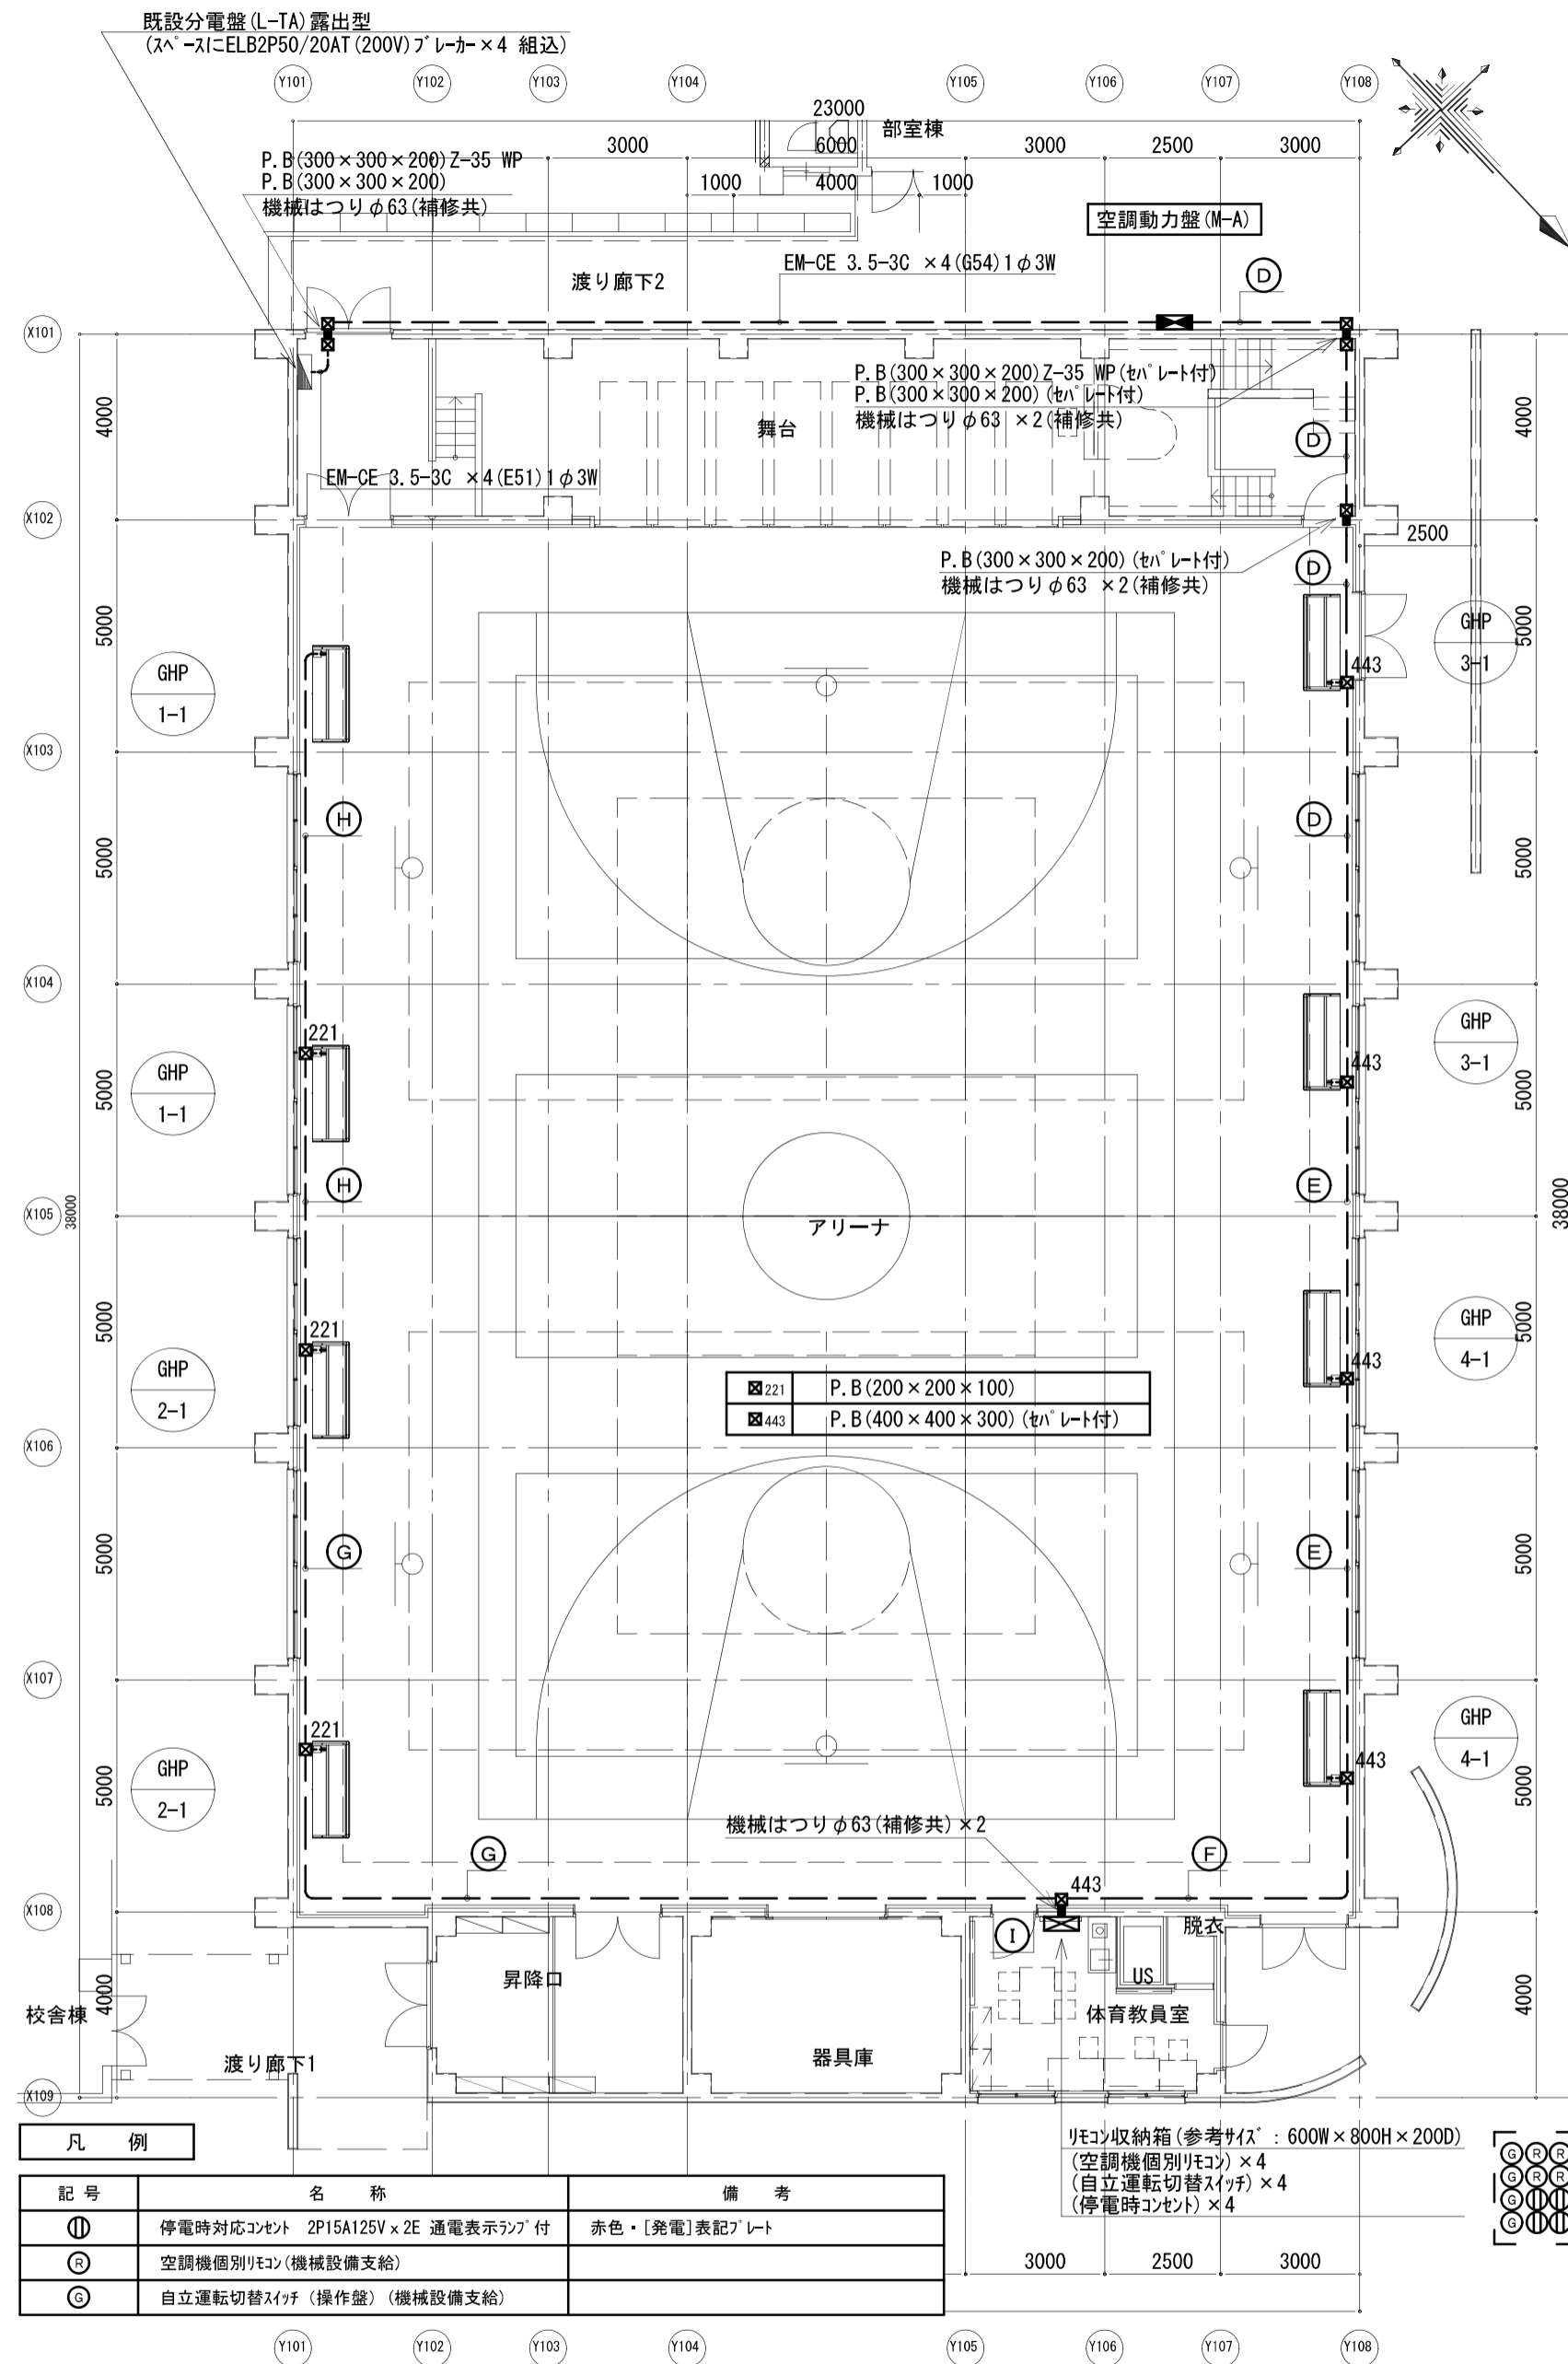 既設分電盤(L-TA)露出型
(ｽﾍﾟｰｽにELB2P50/20AT(200V)ﾌﾞﾚｰｶｰ×4 組込)
Y101
Y102
Y103
Y104
Y105
Y106
Y107
Y108
23000
部室棟
3000
6000
3000
2500
3000
P.B(300×300×200)Z-35 WP
P.B(300×300×200)
機械はつりφ63(補修共)
1000
4000
1000
空調動力盤(M-A)
EM-CE 3.5-3C ×4(G54)1φ3W
D
渡り廊下2
X101
P.B(300×300×200)Z-35 WP(ｾﾊﾟﾚｰﾄ付)
P.B(300×300×200)(ｾﾊﾟﾚｰﾄ付)
機械はつりφ63 ×2(補修共)
4000
舞台
4000
D
EM-CE 3.5-3C ×4(E51)1φ3W
X102
2500
P.B(300×300×200)(ｾﾊﾟﾚｰﾄ付)
機械はつりφ63 ×2(補修共)
D
5000
GHP
3-1
5000
GHP
1-1
443
X103
H
D
5000
5000
X104
221
GHP
3-1
443
GHP
1-1
5000
5000
H
E
X105
38000
38000
アリーナ
221
GHP
4-1
5000
5000
443
GHP
2-1
221
P.B(200×200×100)
443
P.B(400×400×300)(ｾﾊﾟﾚｰﾄ付)
X106
G
E
5000
5000
X107
221
GHP
4-1
443
GHP
2-1
5000
5000
機械はつりφ63(補修共)×2
G
F
443
X108
I
脱衣
昇降口
US
4000
4000
校舎棟
体育教員室
渡り廊下1
器具庫
X109
凡 例
ﾘﾓｺﾝ収納箱(参考ｻｲｽﾞ：600W×800H×200D)
(空調機個別ﾘﾓｺﾝ)×4
(自立運転切替ｽｲｯﾁ)×4
(停電時ｺﾝｾﾝﾄ)×4
G R R
G R R
G
G
記号 名 称 備 考
停電時対応ｺﾝｾﾝﾄ 2P15A125V×2E 通電表示ﾗﾝﾌﾟ付 赤色・[発電]表記ﾌﾟﾚｰﾄ
R 空調機個別ﾘﾓｺﾝ(機械設備支給)
G 自立運転切替ｽｲｯﾁ (操作盤) (機械設備支給)
3000
2500
3000
Y101
Y102
Y103
Y104
Y105
Y106
Y107
Y108